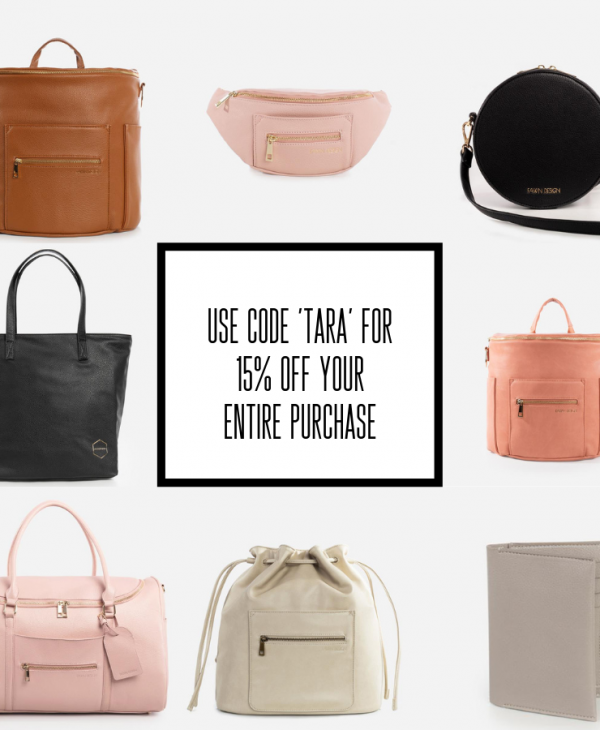 FAWN DESIGN
USE CODE 'TARA' FOR
15% OFF YOUR
ENTIRE PURCHASE